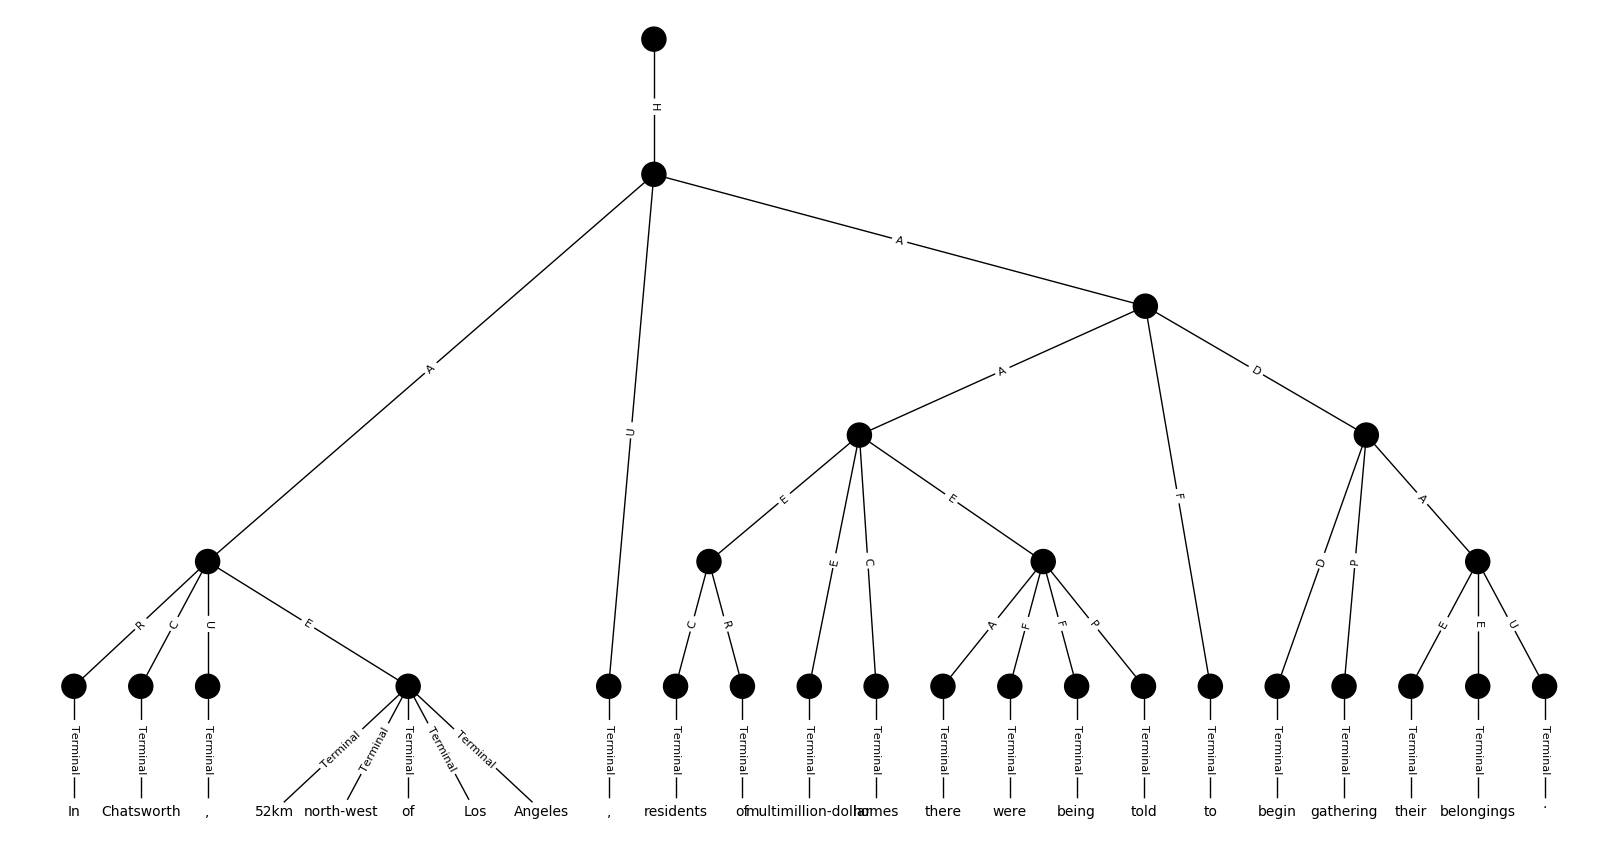 H
A
A
A
D
U
F
E
E
A
E
C
D
P
R
C
U
E
C
R
A
F
F
P
E
E
U
Terminal Terminal Terminal Terminal Terminal Terminal Terminal Terminal Terminal Terminal Terminal Terminal Terminal Terminal Terminal Terminal Terminal Terminal Terminal Terminal Terminal Terminal Terminal
In Chatsworth , 52km north-west of Los Angeles , residents of multimillion-dollar homes there were being told to begin gathering their belongings .